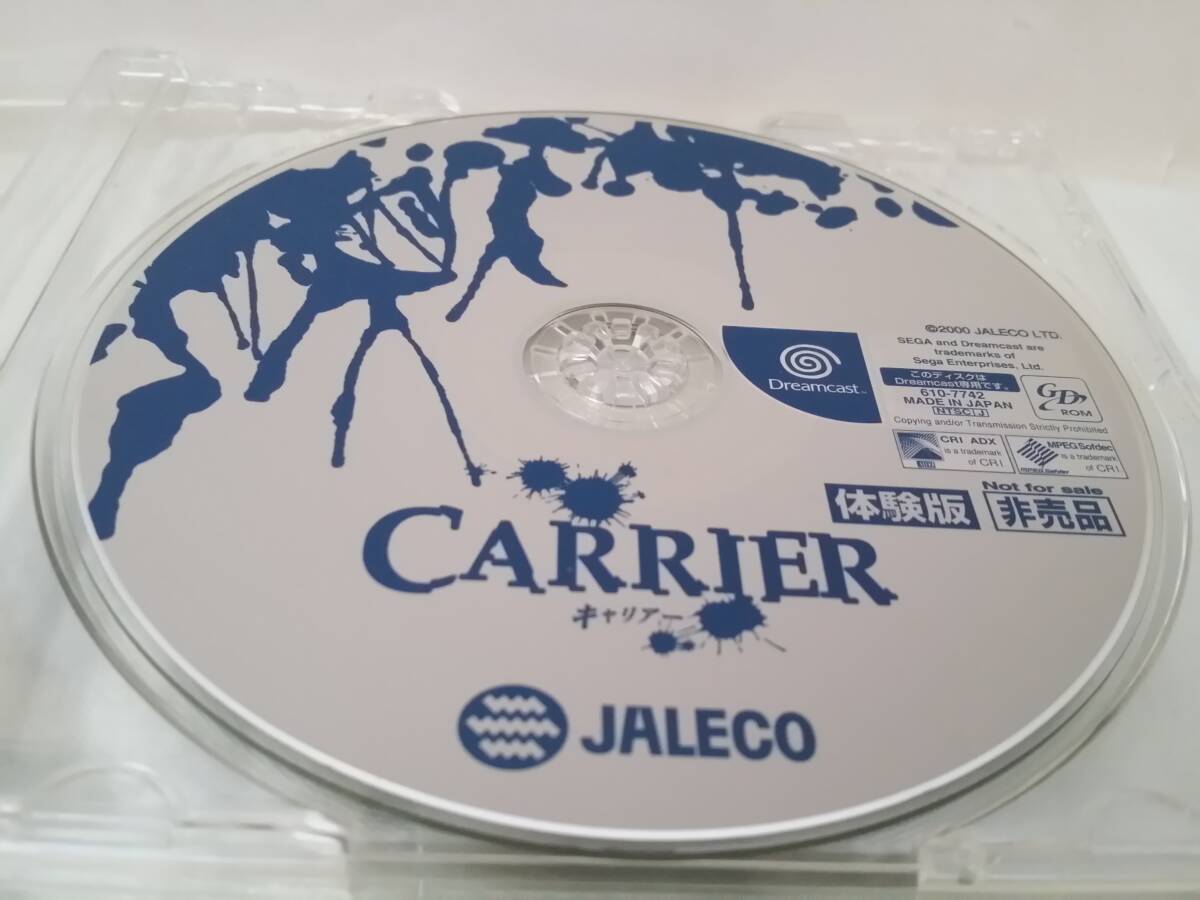 ©2000 JALECO LTD.
SEGA and Dreamcast are
trademarks of
Sega Enterprises, Ltd.
Dreamcast™
このディスクは
Dreamcast専用です。
610-7742
MADE IN JAPAN
NTSC J
GD
ROM
Copying and/or Transmission Strictly Prohibited
CRI ADX
is a trademark
of CRI
MPEG Sofdec
is a trademark
of CRI
体験版
Not for sale
非売品
CARRIER
キャリアー
JALECO